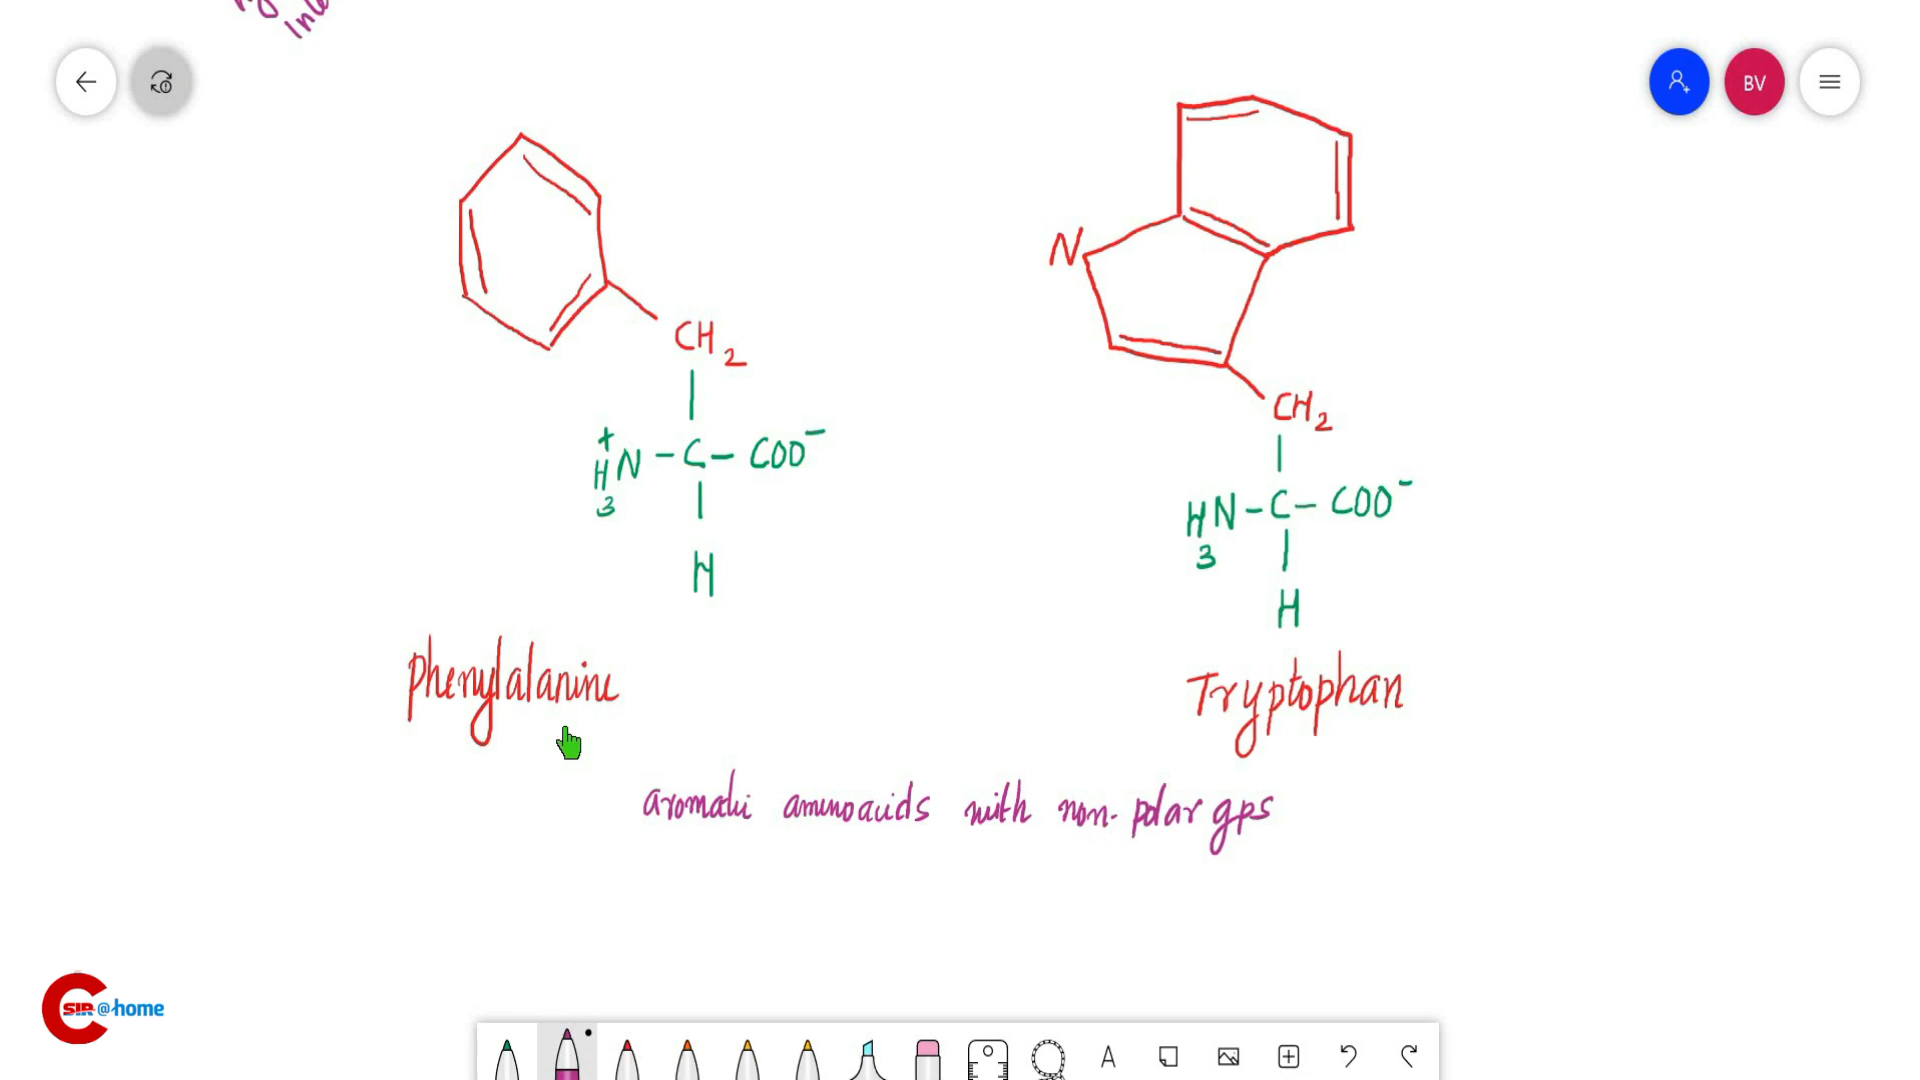 BV
N
CH2
CH2
+
H3N - C - COO-
H3N - C - COO-
H
H
phenylalanine
Tryptophan
aromatic aminoacids with non-polar gps
C SIR@home
A